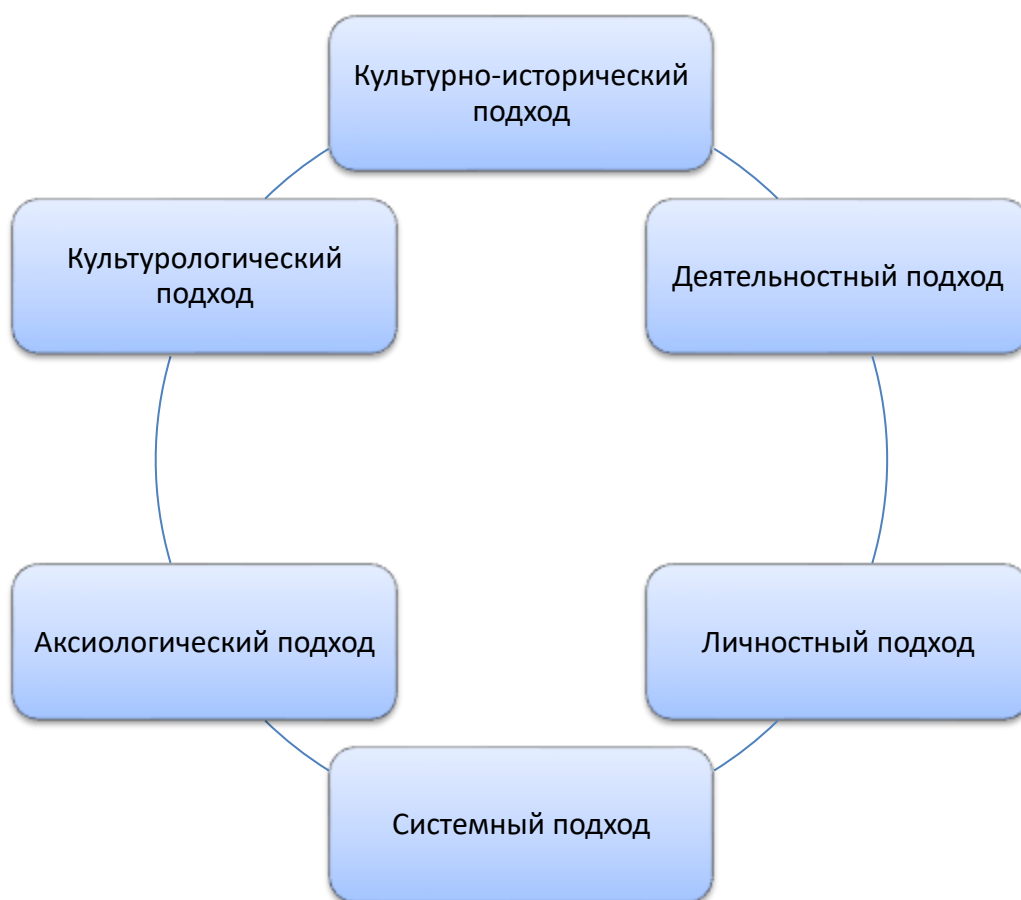 Культурно-исторический
подход
Культурологический
подход
Деятельностный подход
Аксиологический подход
Личностный подход
Системный подход